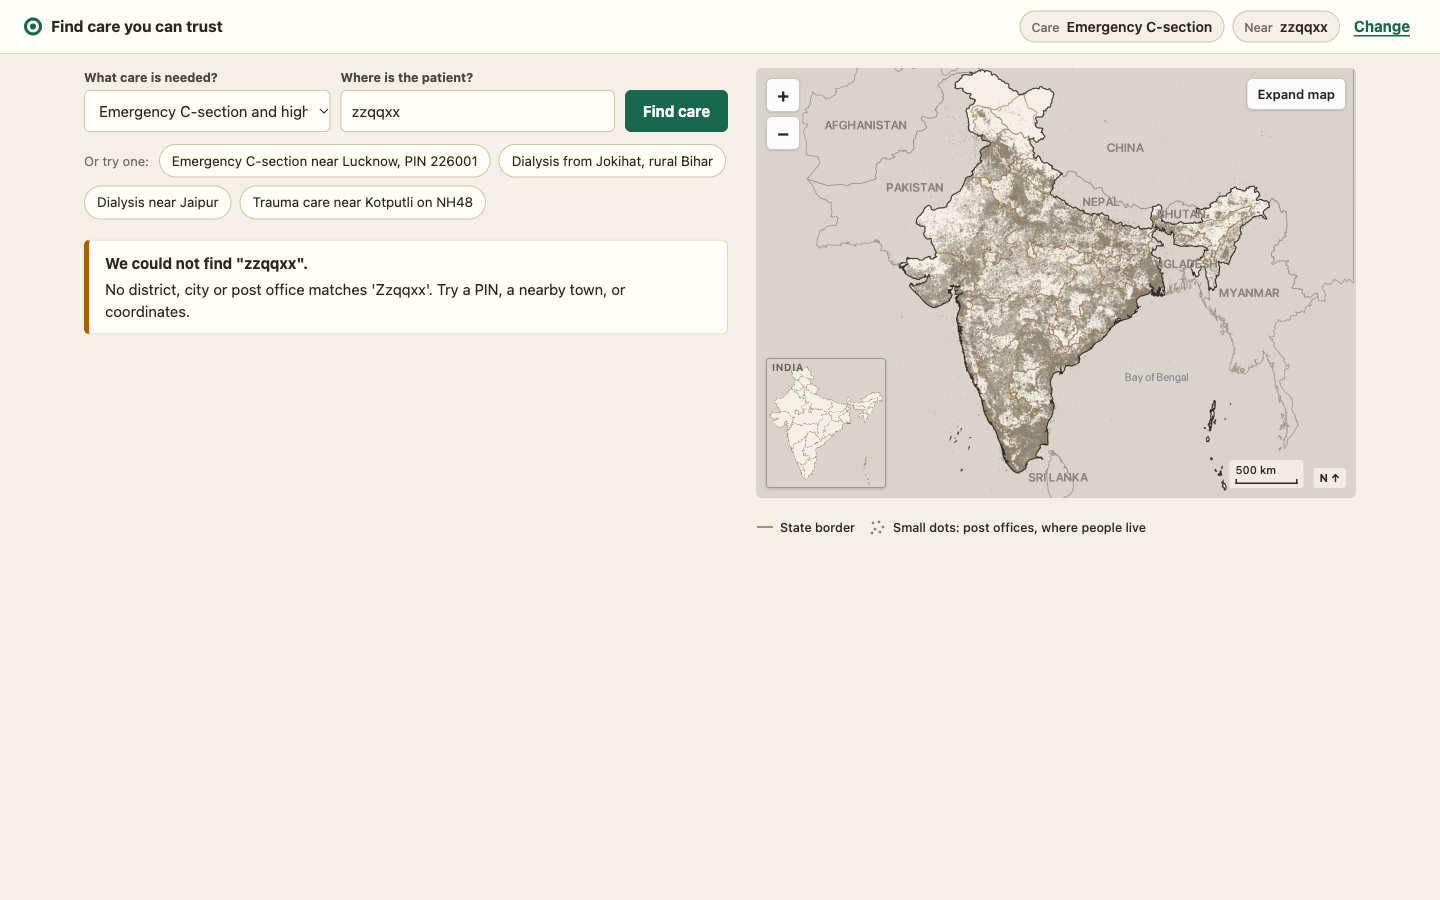 Find care you can trust
Care Emergency C-section
Near zzqqxx
Change
What care is needed?
Where is the patient?
Emergency C-section and high
zzqqxx
Find care
Or try one:
Emergency C-section near Lucknow, PIN 226001
Dialysis from Jokihat, rural Bihar
Dialysis near Jaipur
Trauma care near Kotputli on NH48
We could not find "zzqqxx".
No district, city or post office matches 'Zzqqxx'. Try a PIN, a nearby town, or
coordinates.
+
−
Expand map
AFGHANISTAN
CHINA
PAKISTAN
NEPAL
BHUTAN
NGLADESH
MYANMAR
INDIA
Bay of Bengal
SRI LANKA
500 km
N ↑
State border
Small dots: post offices, where people live